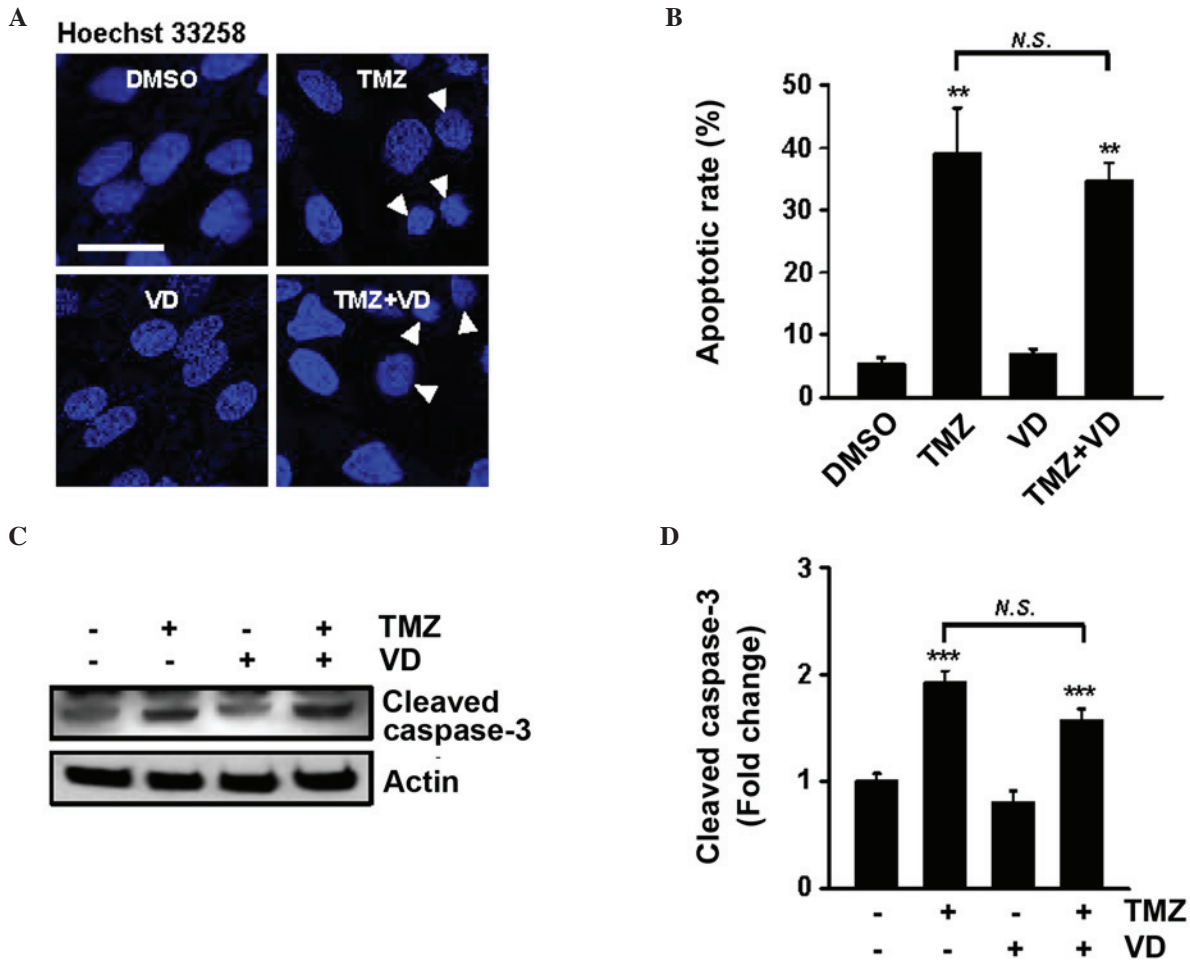 A
Hoechst 33258
DMSO
TMZ
VD
TMZ+VD
B
N.S.
**
**
50
40
30
20
10
0
Apoptotic rate (%)
DMSO
TMZ
VD
TMZ+VD
C
- + - + TMZ
- - + + VD
Cleaved
caspase-3
Actin
D
3
2
1
0
Cleaved caspase-3
(Fold change)
N.S.
***
***
- + - + TMZ
- - + + VD